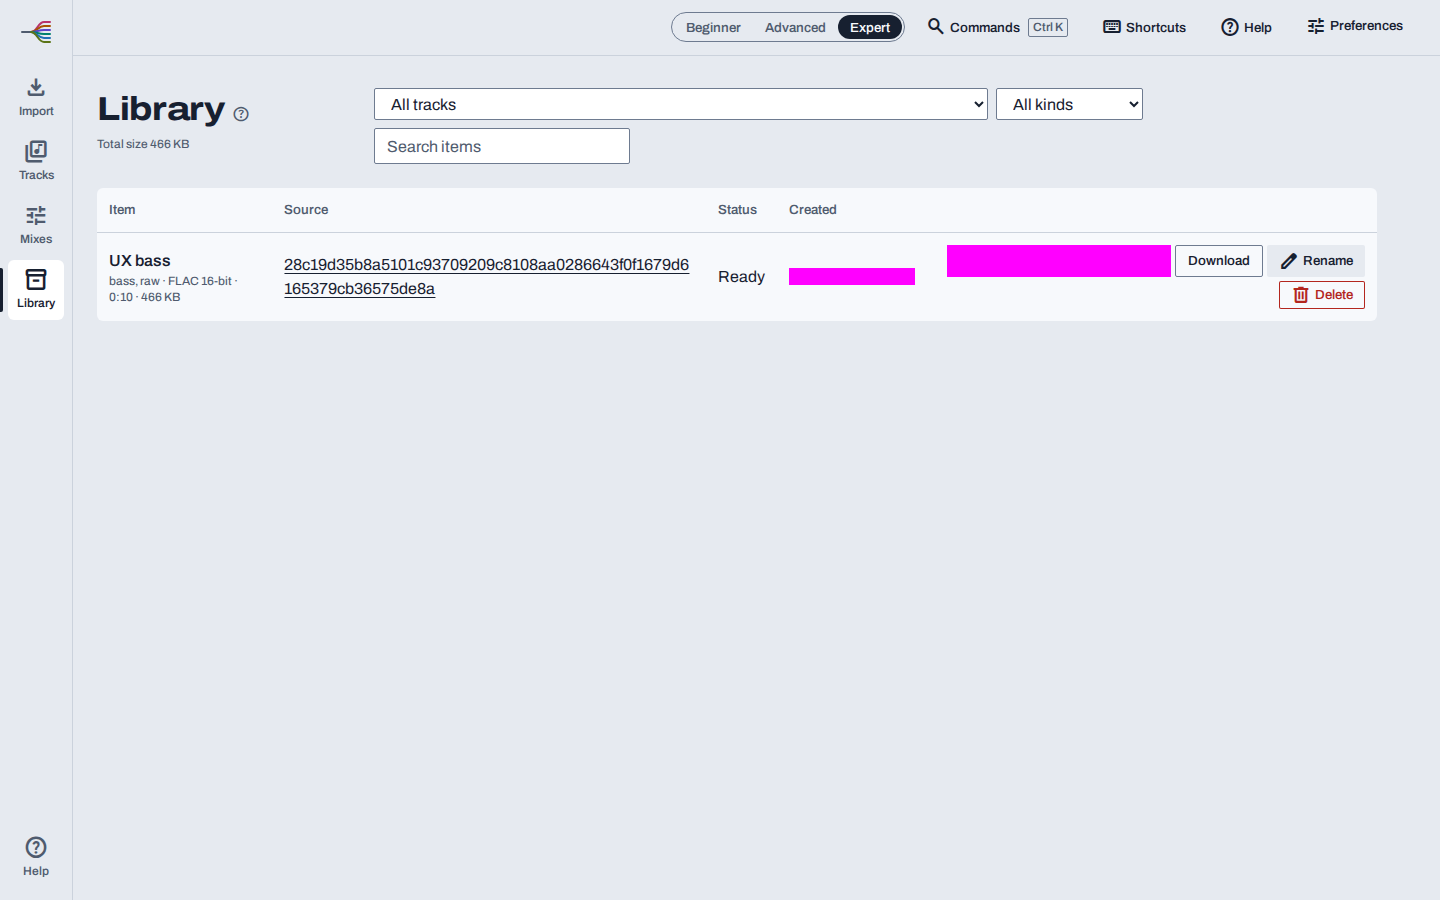 Beginner Advanced Expert Commands Ctrl K Shortcuts Help Preferences
Import
Tracks
Mixes
Library
Help
Library
Total size 466 KB
All tracks
All kinds
Search items
Item Source Status Created
UX bass
bass, raw · FLAC 16-bit ·
0:10 · 466 KB
28c19d35b8a5101c93709209c8108aa0286643f0f1679d6
165379cb36575de8a
Ready
Download
Rename
Delete